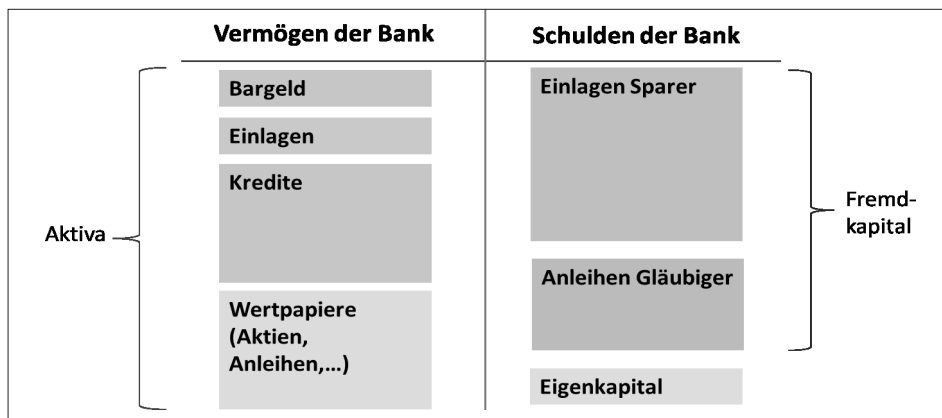 Vermögen der Bank
Schulden der Bank
Aktiva
Bargeld
Einlagen
Kredite
Wertpapiere
(Aktien,
Anleihen,...)
Einlagen Sparer
Anleihen Gläubiger
Eigenkapital
Fremd-
kapital